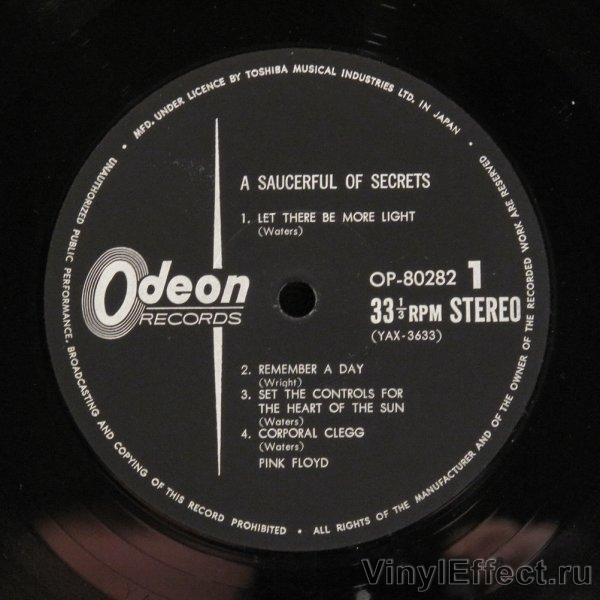 • MFD. UNDER LICENCE BY TOSHIBA MUSICAL INDUSTRIES LTD. IN JAPAN •
A SAUCERFUL OF SECRETS
1. LET THERE BE MORE LIGHT
(Waters)
Odeon
RECORDS
OP-80282 1
33 1/3 RPM STEREO
(YAX-3633)
2. REMEMBER A DAY
(Wright)
3. SET THE CONTROLS FOR
THE HEART OF THE SUN
(Waters)
4. CORPORAL CLEGG
(Waters)
PINK FLOYD
UNAUTHORIZED PUBLIC PERFORMANCE, BROADCASTING AND COPYING OF THIS RECORD PROHIBITED • ALL RIGHTS OF THE MANUFACTURER AND OF THE OWNER OF THE RECORDED WORK ARE RESERVED
VinylEffect.ru